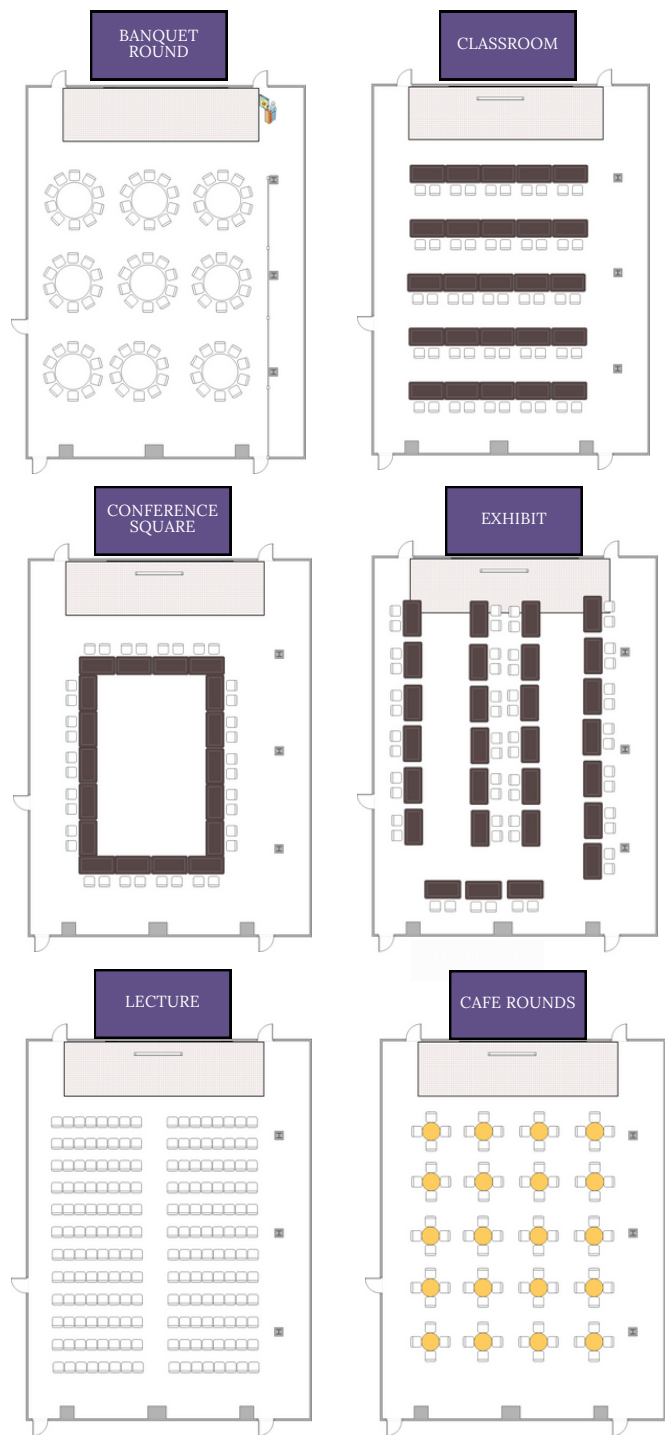 BANQUET
ROUND
CLASSROOM
CONFERENCE
SQUARE
EXHIBIT
LECTURE
CAFE ROUNDS